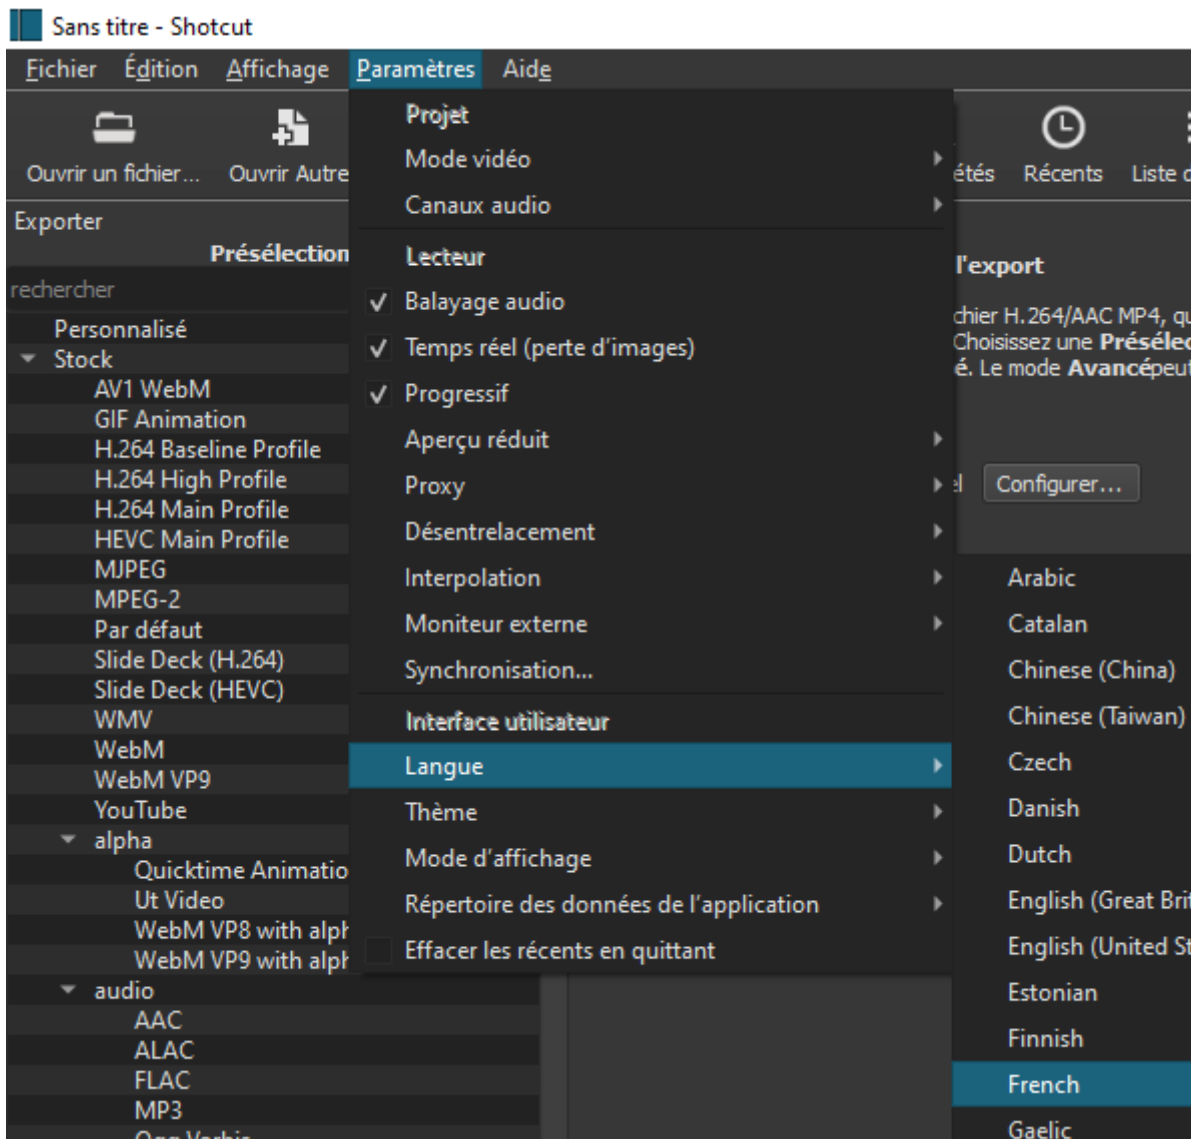 Sans titre - Shotcut
Fichier Édition Affichage Paramètres Aide
Ouvrir un fichier... Ouvrir Autre
étés Récents Liste
Exporter
Présélection
rechercher
Personnalisé
Stock
AV1 WebM
GIF Animation
H.264 Baseline Profile
H.264 High Profile
H.264 Main Profile
HEVC Main Profile
MJPEG
MPEG-2
Par défaut
Slide Deck (H.264)
Slide Deck (HEVC)
WMV
WebM
WebM VP9
YouTube
alpha
Quicktime Animatio
Ut Video
WebM VP8 with alph
WebM VP9 with alph
audio
AAC
ALAC
FLAC
MP3
Ogg Vorbis
Projet
Mode vidéo
Canaux audio
Lecteur
Balayage audio
Temps réel (perte d'images)
Progressif
Aperçu réduit
Proxy
Désentrelacement
Interpolation
Moniteur externe
Synchronisation...
Interface utilisateur
Langue
Thème
Mode d'affichage
Répertoire des données de l'application
Effacer les récents en quittant
l'export
chier H.264/AAC MP4, qu
Choisissez une Présélec
é. Le mode Avancépeut
el Configurer...
Arabic
Catalan
Chinese (China)
Chinese (Taiwan)
Czech
Danish
Dutch
English (Great Brit
English (United St
Estonian
Finnish
French
Gaelic